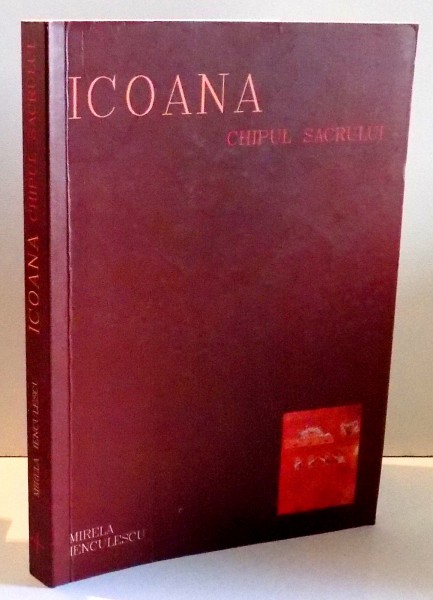 ICOANA
CHIPUL SACRULUI
MIRELA
IENCULESCU
MIRELA IENCULESCU ICOANA CHIPUL SACRULUI